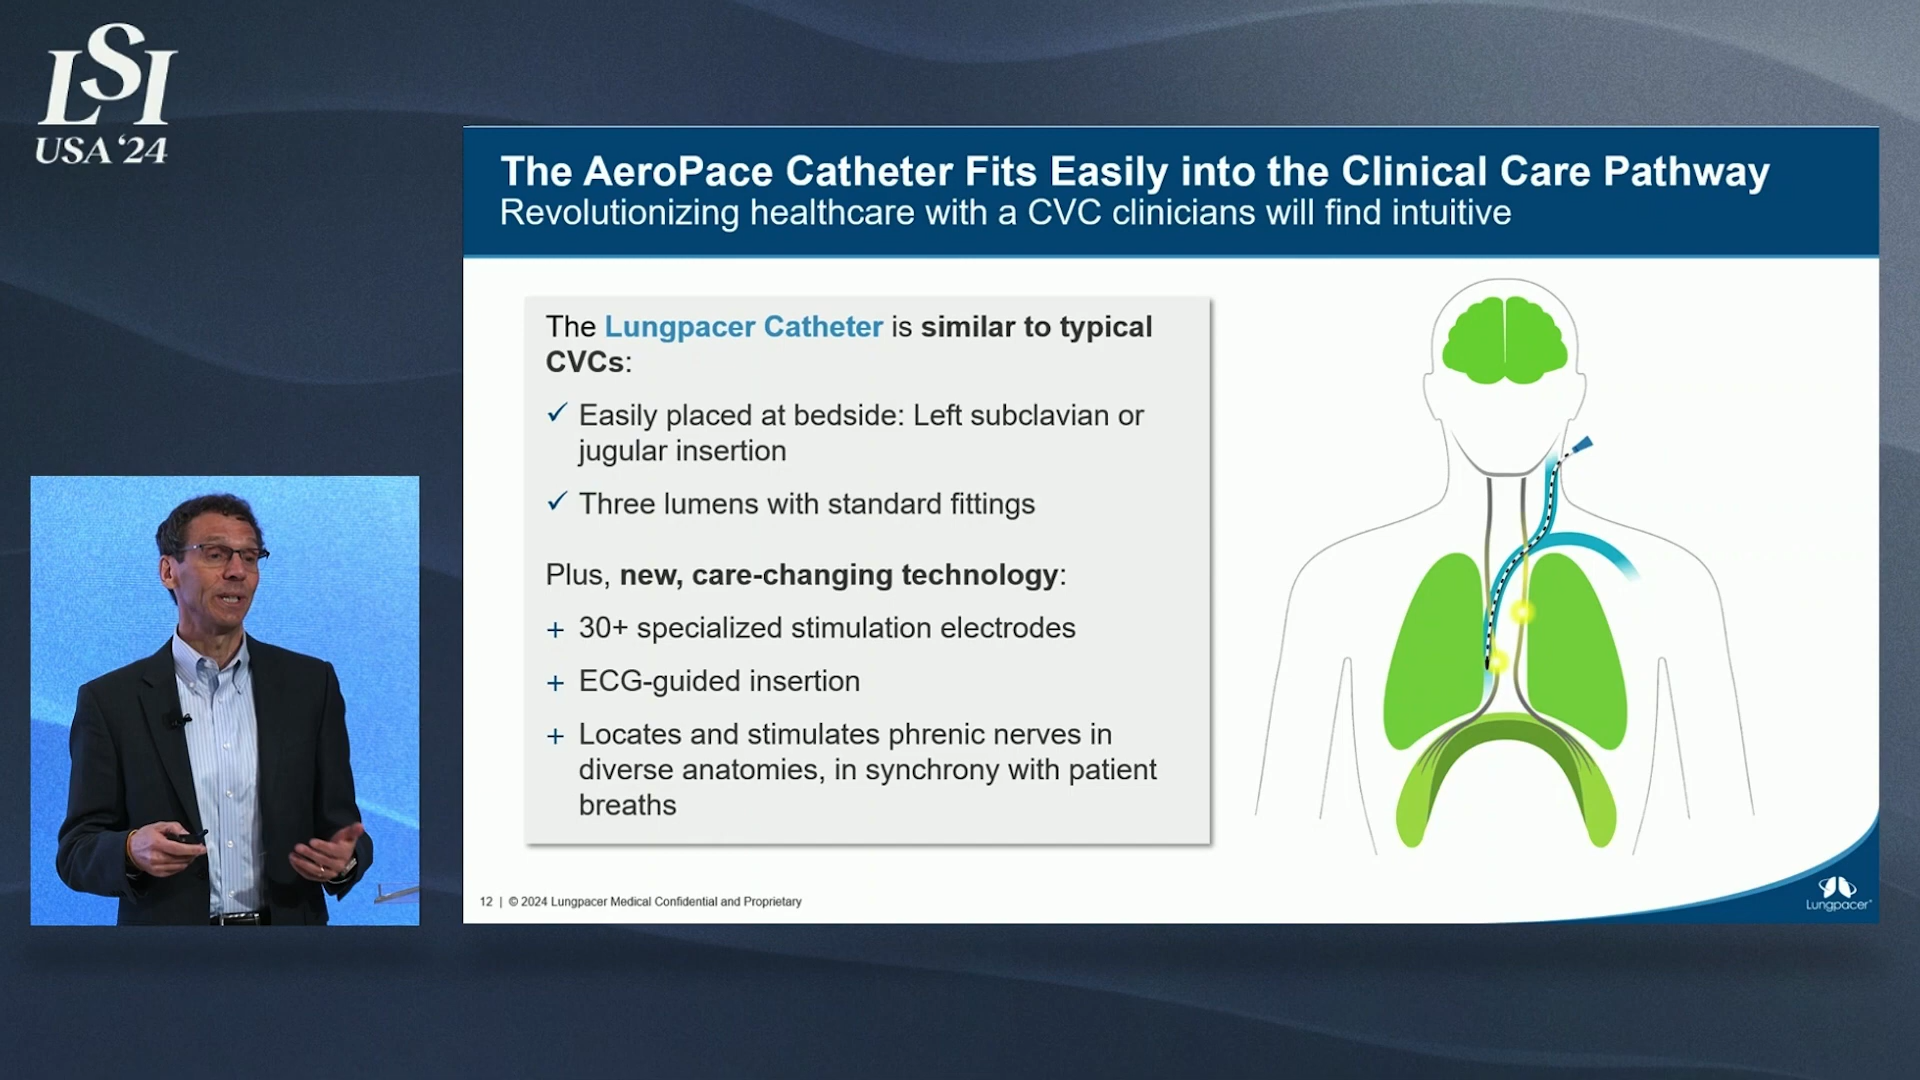 LSI
USA '24
The AeroPace Catheter Fits Easily into the Clinical Care Pathway
Revolutionizing healthcare with a CVC clinicians will find intuitive
The Lungpacer Catheter is similar to typical
CVCs:
✓ Easily placed at bedside: Left subclavian or
jugular insertion
✓ Three lumens with standard fittings
Plus, new, care-changing technology:
+ 30+ specialized stimulation electrodes
+ ECG-guided insertion
+ Locates and stimulates phrenic nerves in
diverse anatomies, in synchrony with patient
breaths
12 | © 2024 Lungpacer Medical Confidential and Proprietary
Lungpacer